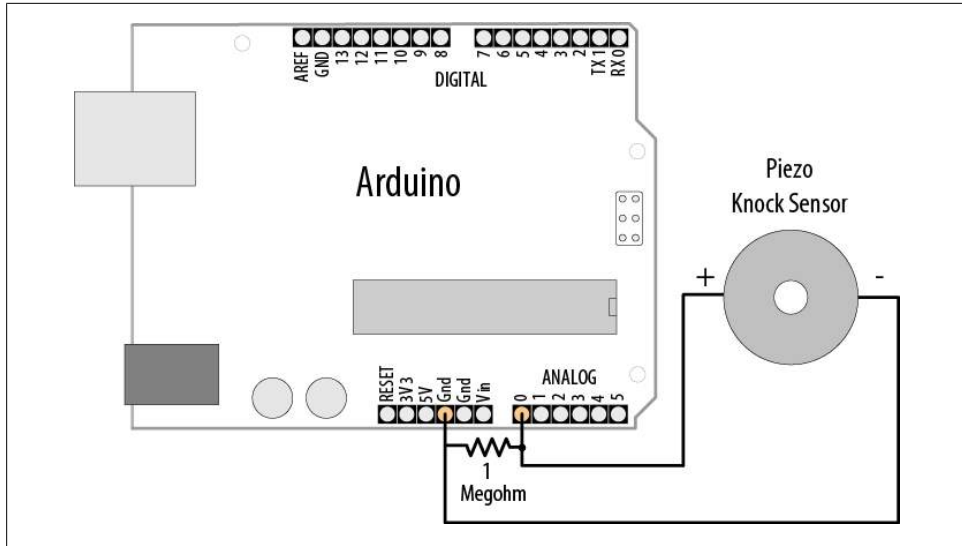 AREF
GND
13
12
11
10
9
8
7
6
5
4
3
2
TX 1
RX 0
DIGITAL
Arduino
Piezo
Knock Sensor
+
-
ANALOG
RESET
3V3
5V
Gnd
Gnd
Vin
0
1
2
3
4
5
1
Megohm